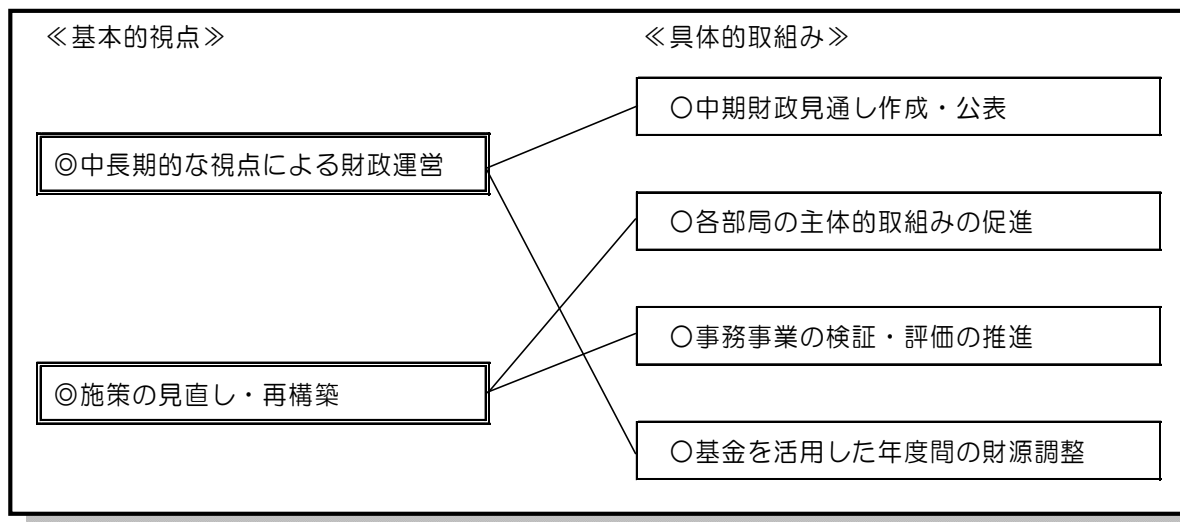 ≪基本的視点≫
≪具体的取組み≫
○中期財政見通し作成・公表
◎中長期的な視点による財政運営
○各部局の主体的取組みの促進
○事務事業の検証・評価の推進
◎施策の見直し・再構築
○基金を活用した年度間の財源調整